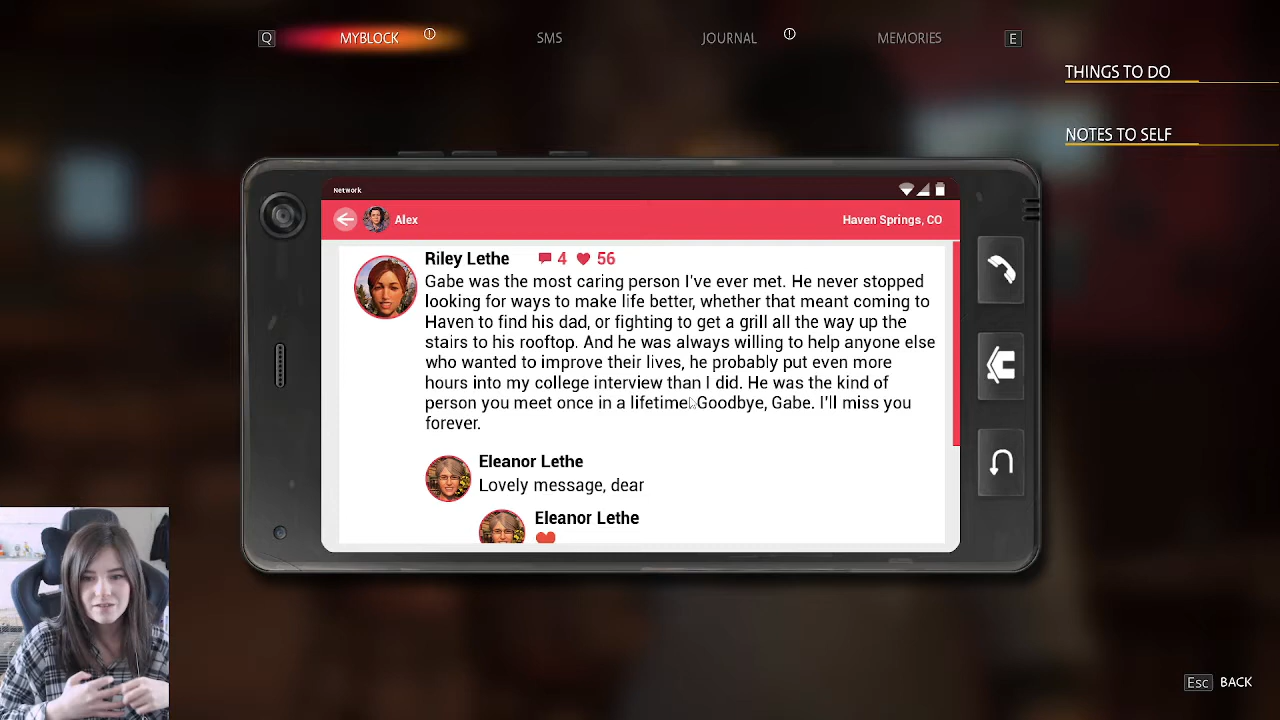 Q
MYBLOCK
SMS
JOURNAL
MEMORIES
E
THINGS TO DO
NOTES TO SELF
Network
Alex
Haven Springs, CO
Riley Lethe 4 56
Gabe was the most caring person I've ever met. He never stopped
looking for ways to make life better, whether that meant coming to
Haven to find his dad, or fighting to get a grill all the way up the
stairs to his rooftop. And he was always willing to help anyone else
who wanted to improve their lives, he probably put even more
hours into my college interview than I did. He was the kind of
person you meet once in a lifetime. Goodbye, Gabe. I'll miss you
forever.
Eleanor Lethe
Lovely message, dear
Eleanor Lethe
Esc BACK